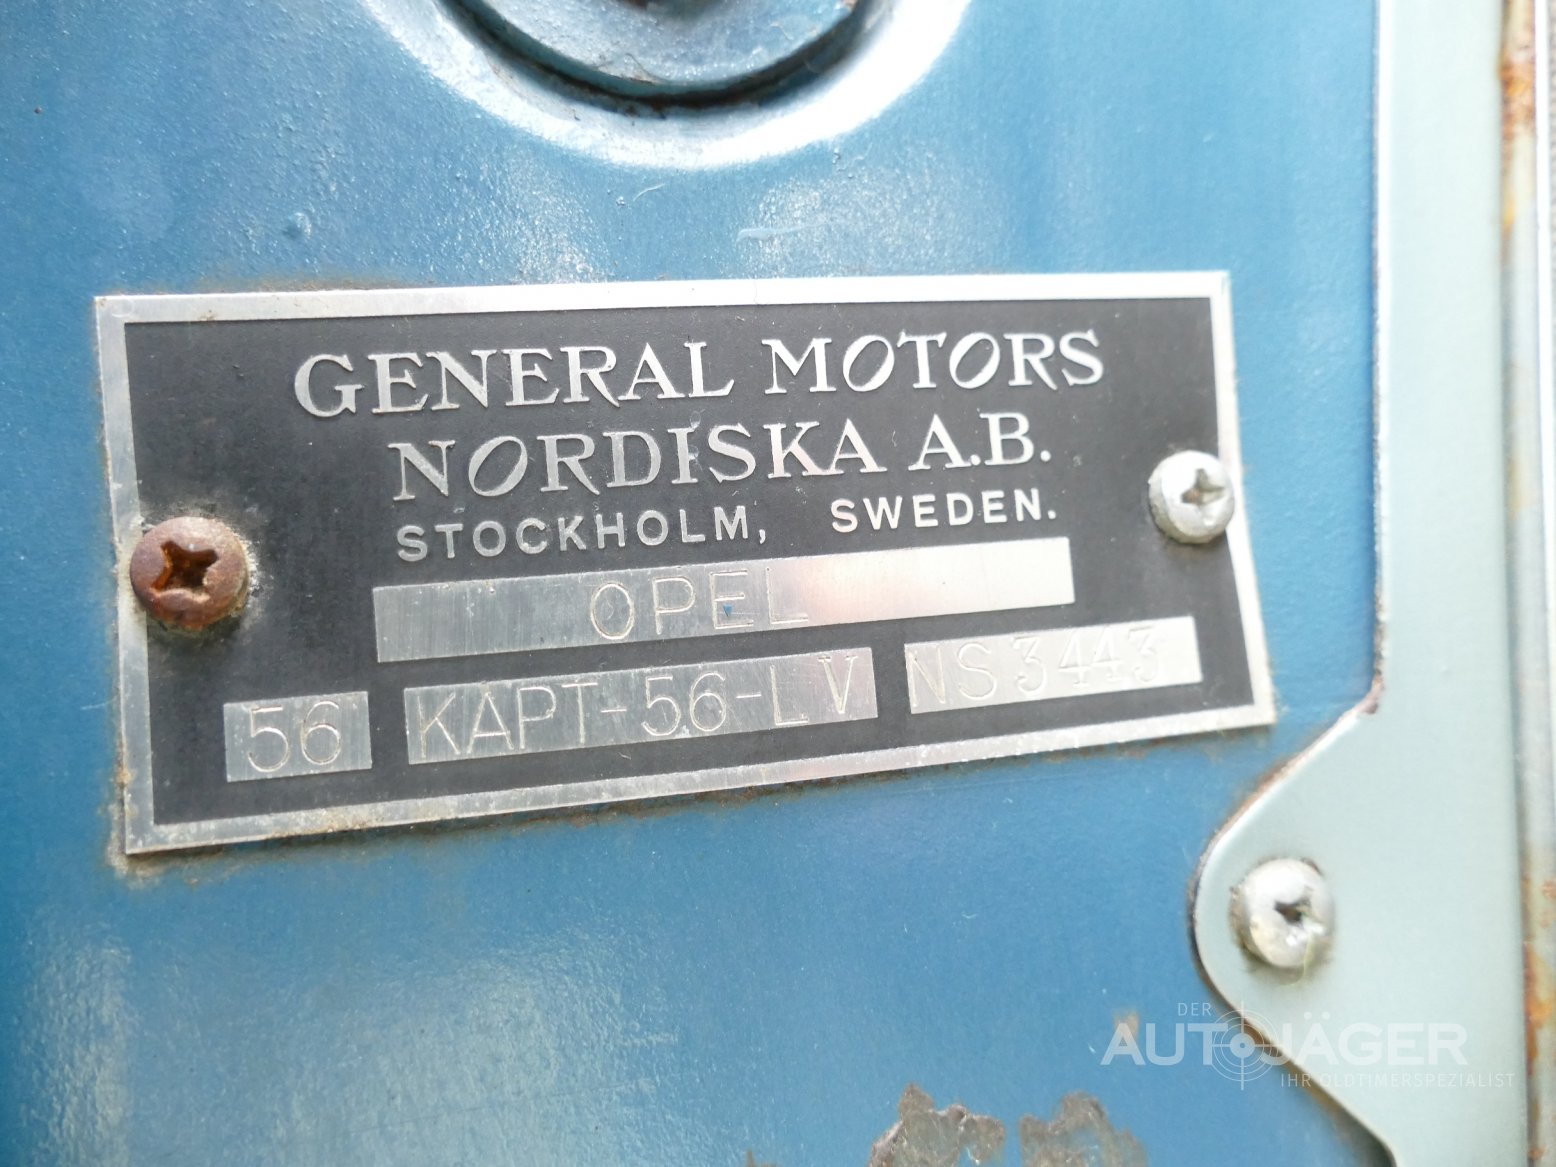 GENERAL MOTORS
NORDISKA A.B.
STOCKHOLM, SWEDEN.
OPEL
56 KAPT-56-LV NS3443
DER
AUTOJÄGER
IHR OLDTIMERSPEZIALIST